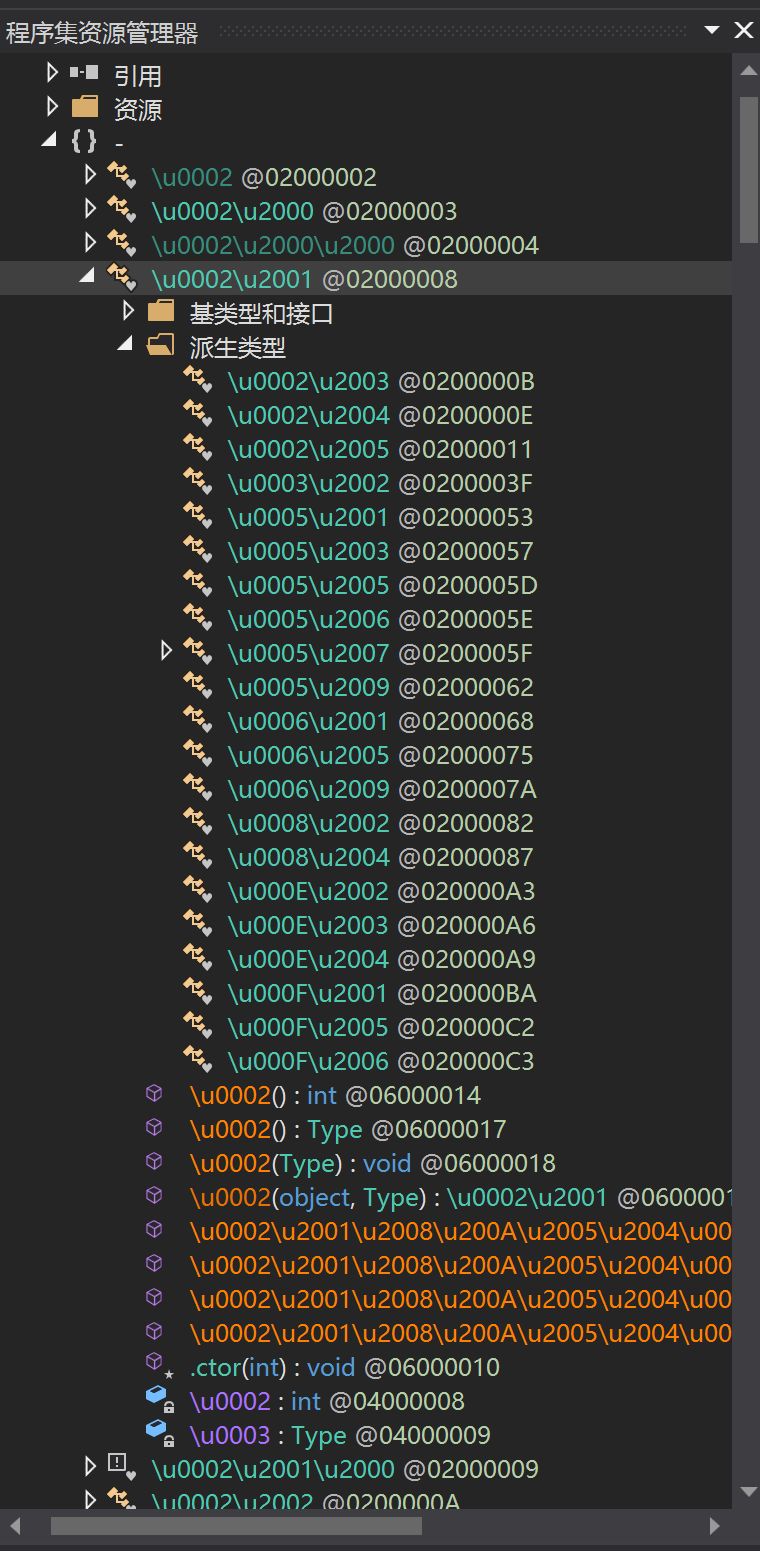 程序集资源管理器
引用
资源
{ } -
\u0002 @02000002
\u0002\u2000 @02000003
\u0002\u2000\u2000 @02000004
\u0002\u2001 @02000008
基类型和接口
派生类型
\u0002\u2003 @0200000B
\u0002\u2004 @0200000E
\u0002\u2005 @02000011
\u0003\u2002 @0200003F
\u0005\u2001 @02000053
\u0005\u2003 @02000057
\u0005\u2005 @0200005D
\u0005\u2006 @0200005E
\u0005\u2007 @0200005F
\u0005\u2009 @02000062
\u0006\u2001 @02000068
\u0006\u2005 @02000075
\u0006\u2009 @0200007A
\u0008\u2002 @02000082
\u0008\u2004 @02000087
\u000E\u2002 @020000A3
\u000E\u2003 @020000A6
\u000E\u2004 @020000A9
\u000F\u2001 @020000BA
\u000F\u2005 @020000C2
\u000F\u2006 @020000C3
\u0002() : int @06000014
\u0002() : Type @06000017
\u0002(Type) : void @06000018
\u0002(object, Type) : \u0002\u2001 @0600001
\u0002\u2001\u2008\u200A\u2005\u2004\u00
\u0002\u2001\u2008\u200A\u2005\u2004\u00
\u0002\u2001\u2008\u200A\u2005\u2004\u00
\u0002\u2001\u2008\u200A\u2005\u2004\u00
.ctor(int) : void @06000010
\u0002 : int @04000008
\u0003 : Type @04000009
\u0002\u2001\u2000 @02000009
\u0002\u2002 @0200000A